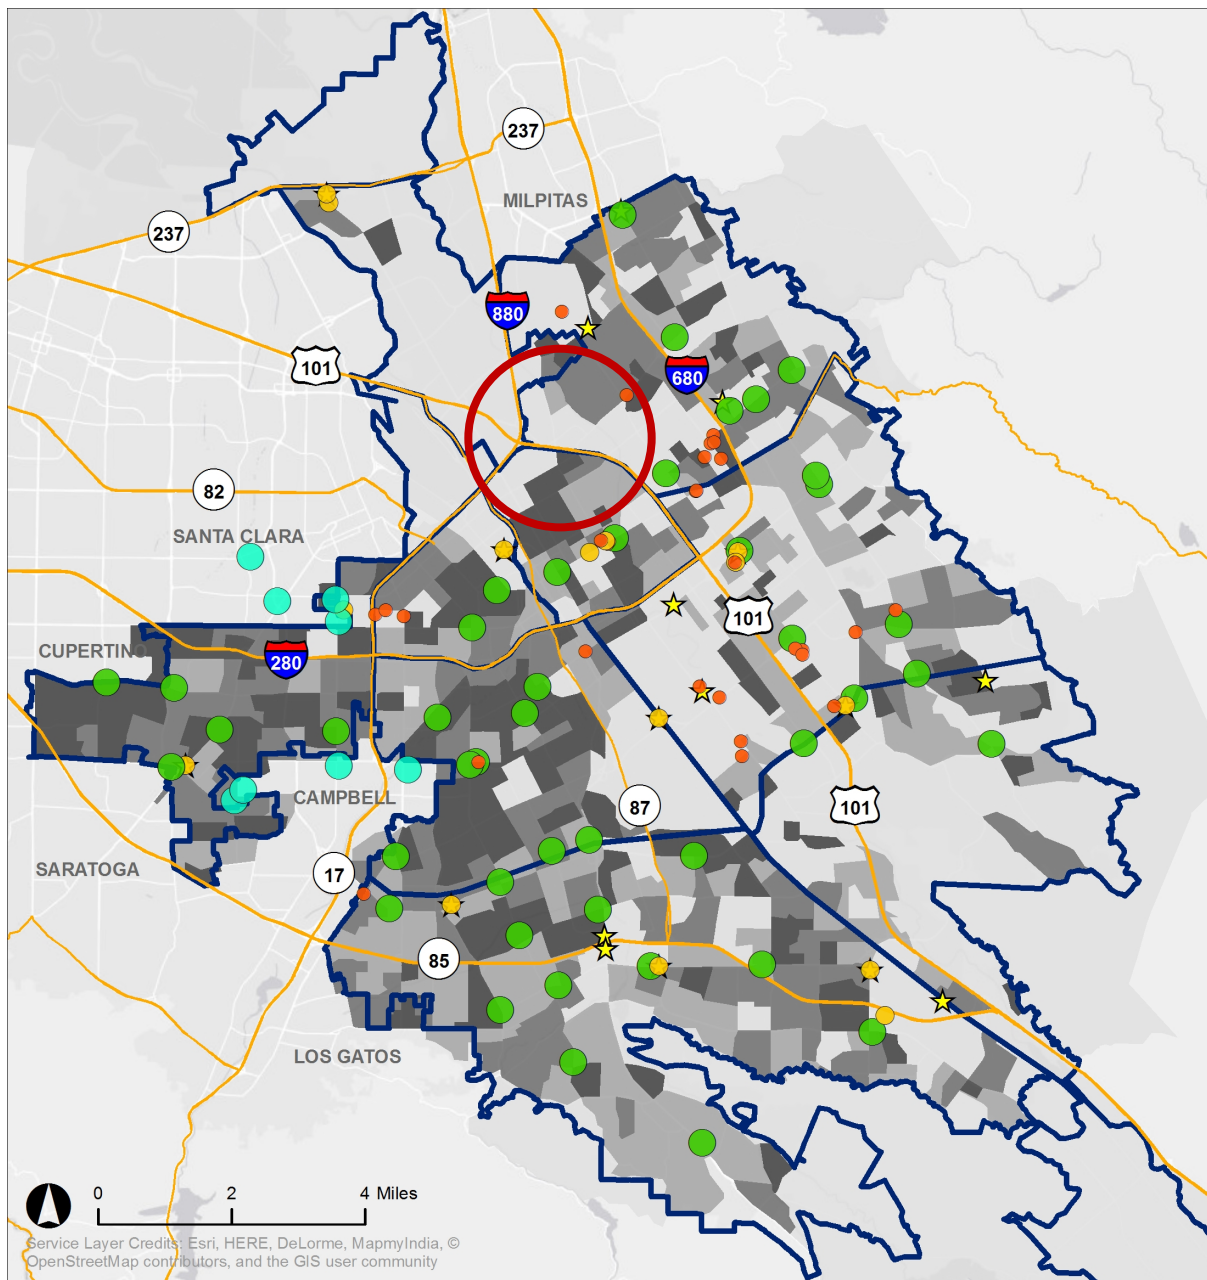 237
MILPITAS
237
880
101
680
82
SANTA CLARA
101
CUPERTINO
280
CAMPBELL
87
101
SARATOGA
17
85
LOS GATOS
0 2 4 Miles
Service Layer Credits: Esri, HERE, DeLorme, MapmyIndia, ©
OpenStreetMap contributors, and the GIS user community